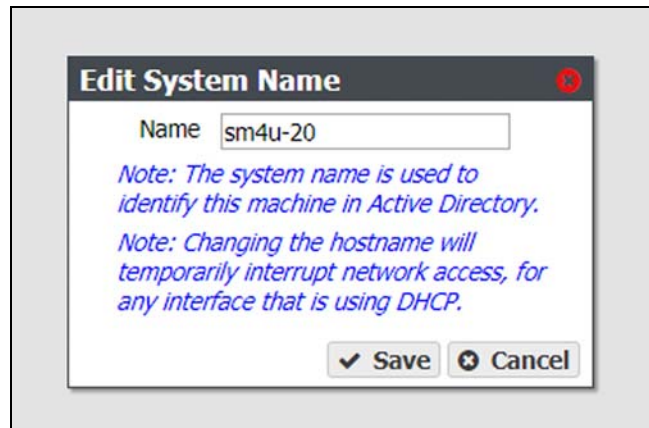 Edit System Name
Name sm4u-20
Note: The system name is used to
identify this machine in Active Directory.
Note: Changing the hostname will
temporarily interrupt network access, for
any interface that is using DHCP.
Save Cancel